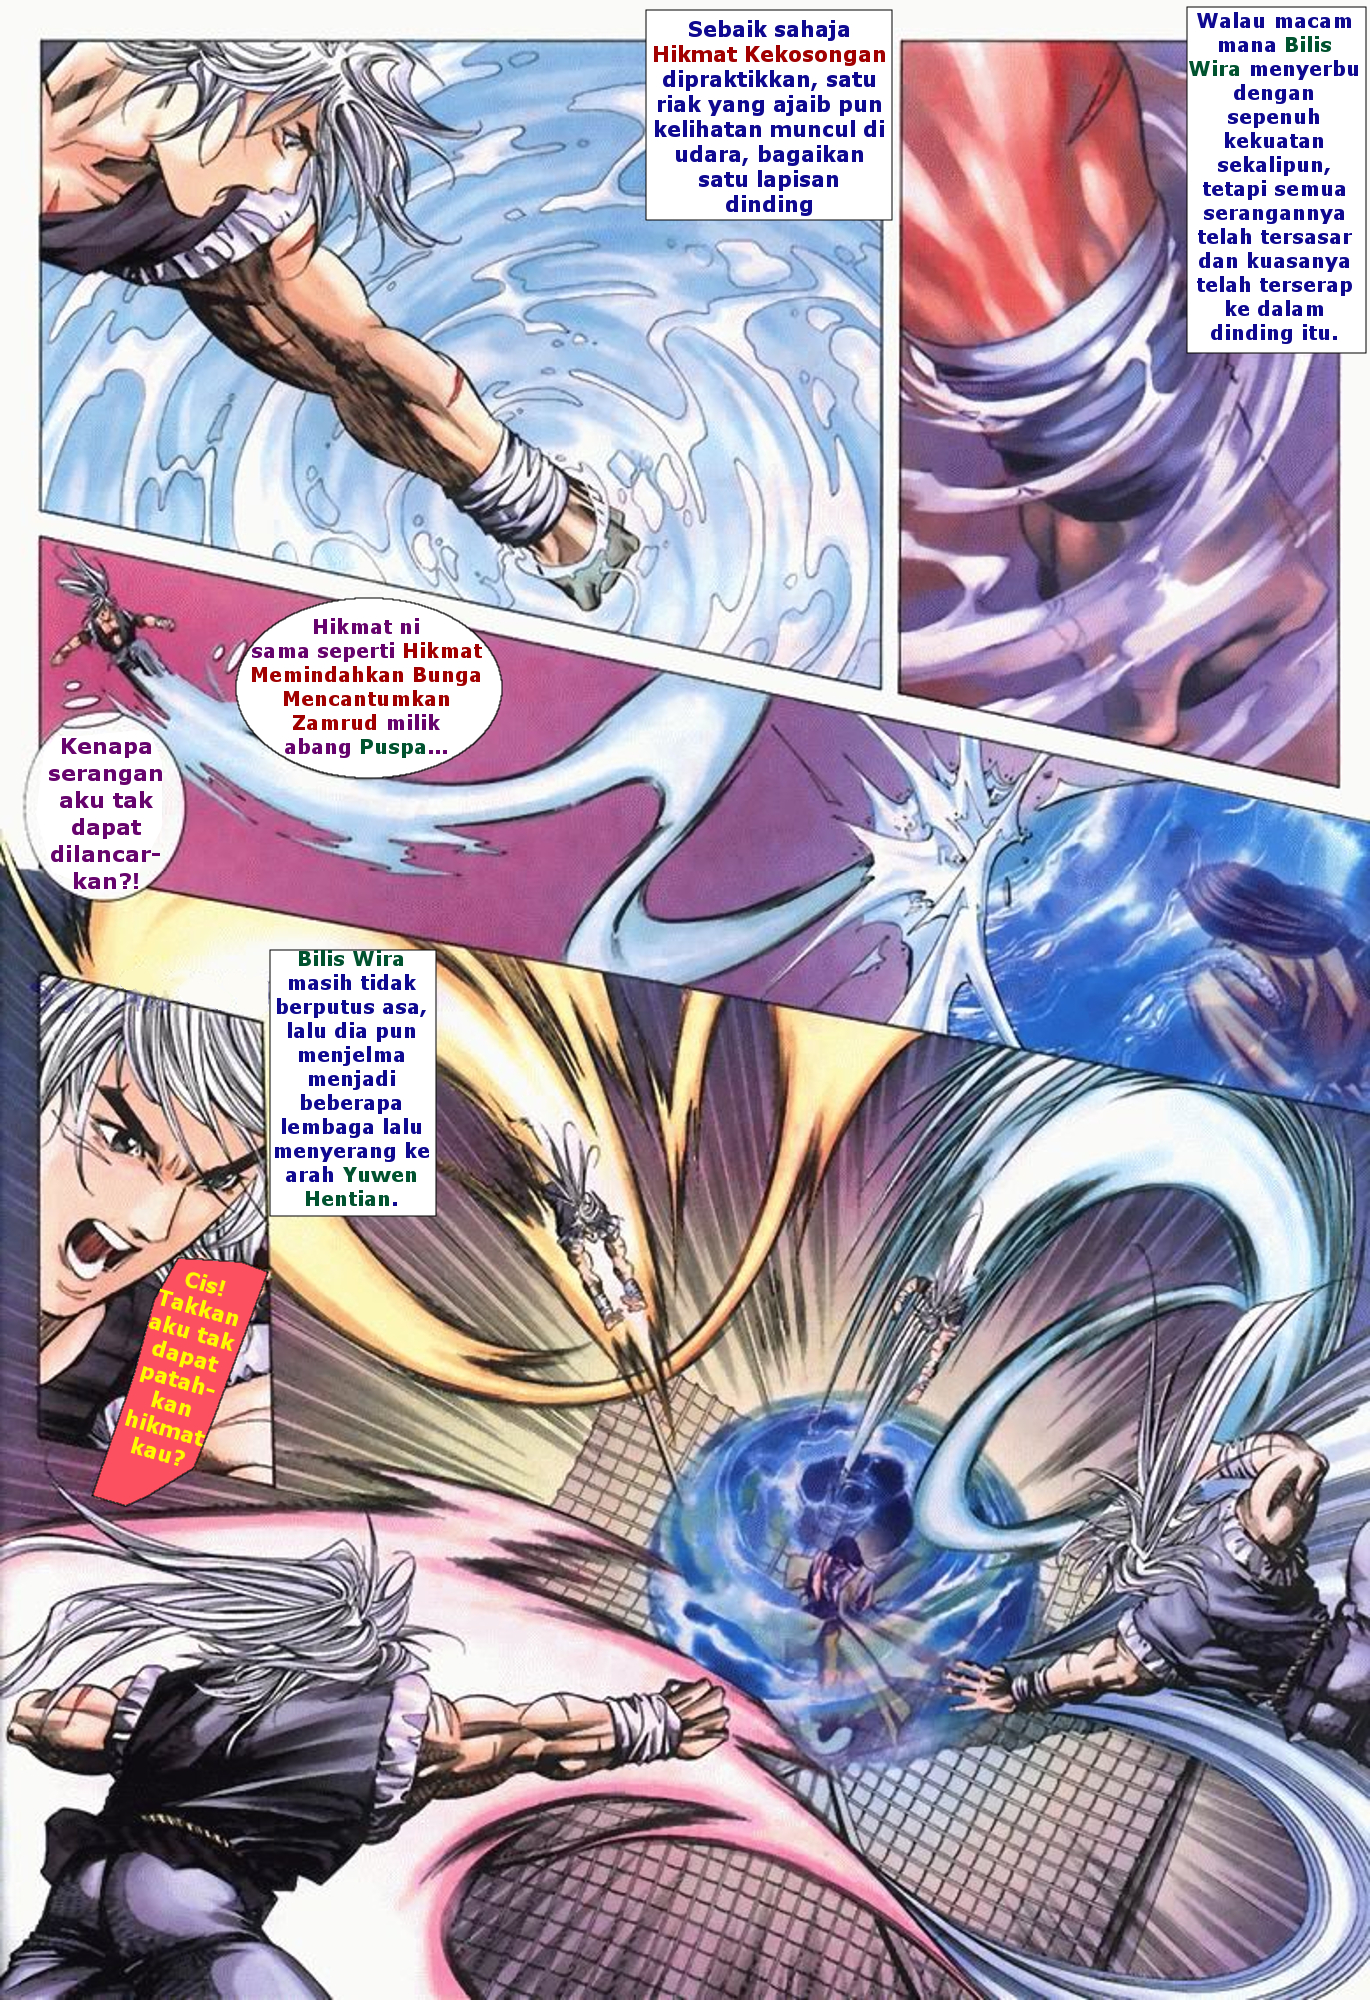 Sebaik sahaja
Hikmat Kekosongan
dipraktikkan, satu
riak yang ajaib pun
kelihatan muncul di
udara, bagaikan
satu lapisan
dinding
Walau macam
mana Bilis
Wira menyerbu
dengan
sepenuh
kekuatan
sekalipun,
tetapi semua
serangannya
telah tersasar
dan kuasanya
telah terserap
ke dalam
dinding itu.
Hikmat ni
sama seperti Hikmat
Memindahkan Bunga
Mencantumkan
Zamrud milik
abang Puspa...
Kenapa
serangan
aku tak
dapat
dilancar-
kan?!
Bilis Wira
masih tidak
berputus asa,
lalu dia pun
menjelma
menjadi
beberapa
lembaga lalu
menyerang ke
arah Yuwen
Hentian.
Cis!
Takkan
aku tak
dapat
patah-
kan
hikmat
kau?